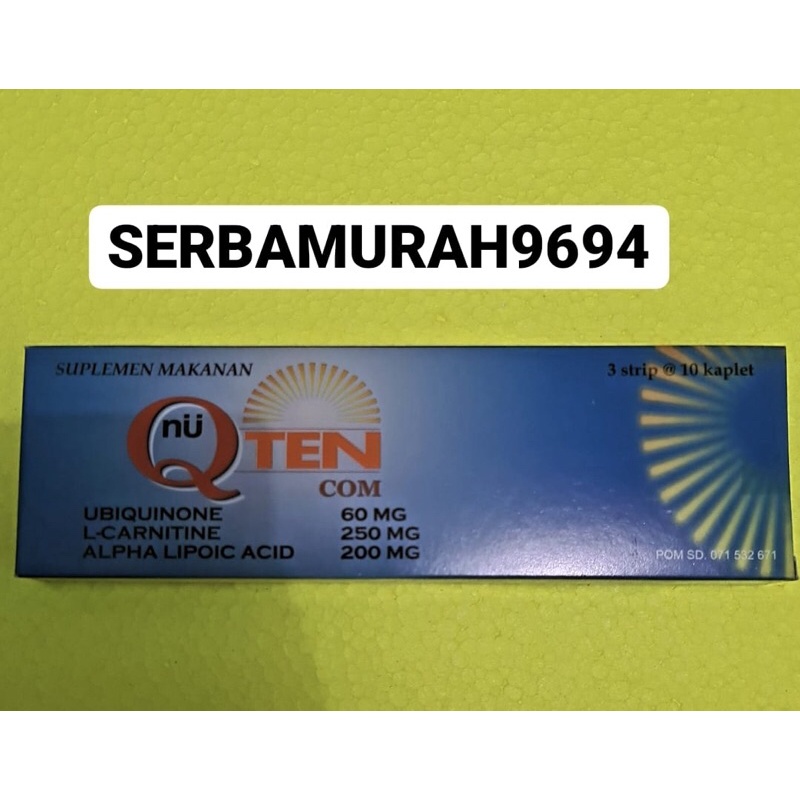 SERBAMURAH9694
SUPLEMEN MAKANAN
3 strip @ 10 kaplet
nü
Q TEN
COM
UBIQUINONE 60 MG
L-CARNITINE 250 MG
ALPHA LIPOIC ACID 200 MG
POM SD. 071 532 671